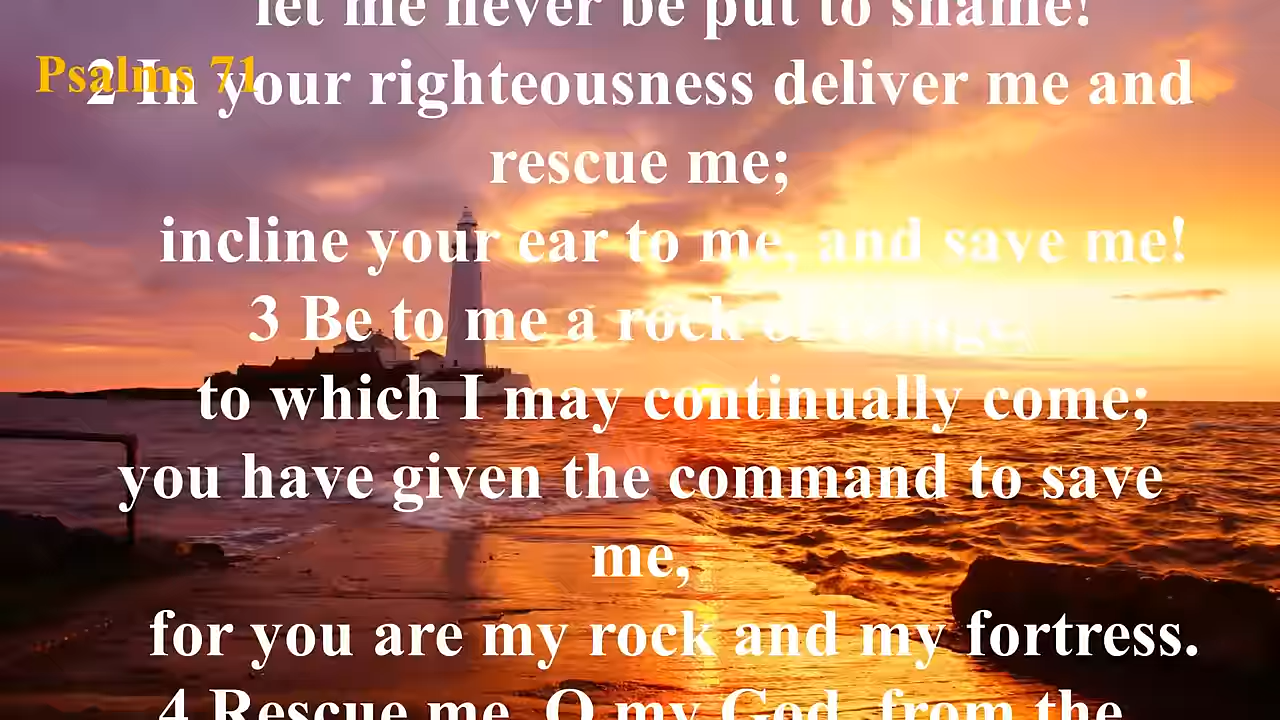 let me never be put to shame!
Psalms 71
2 In your righteousness deliver me and
rescue me;
incline your ear to me, and save me!
3 Be to me a rock of refuge,
to which I may continually come;
you have given the command to save
me,
for you are my rock and my fortress.
4 Rescue me, O my God, from the